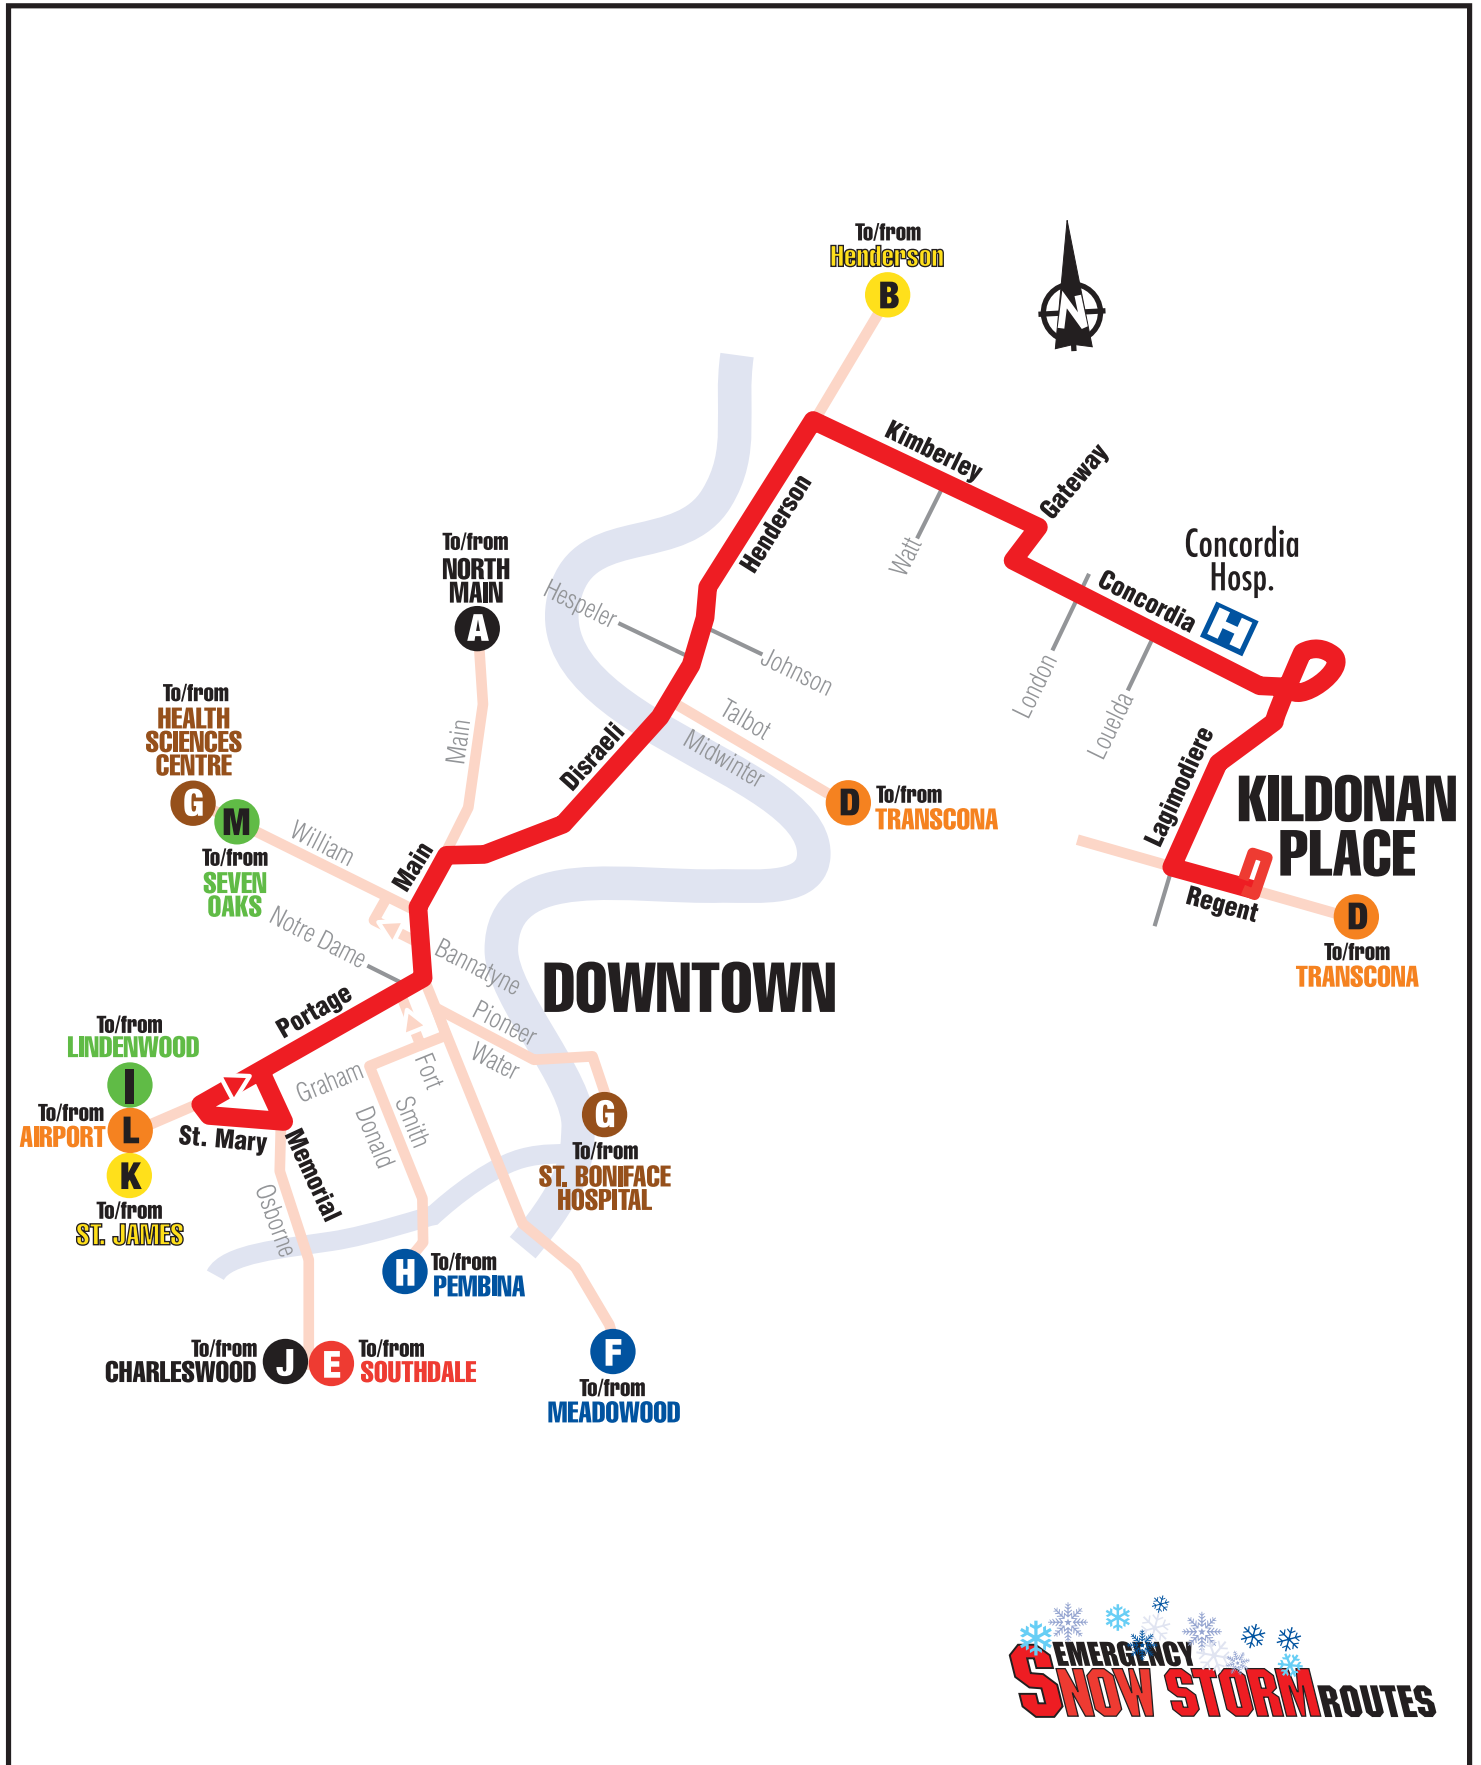 To/from
Henderson
B
N
Kimberley
Gateway
Henderson
Watt
Concordia
Hosp.
H
Concordia
To/from
NORTH
MAIN
A
Hespeler
Johnson
London
Louelda
To/from
HEALTH
SCIENCES
CENTRE
G
M
To/from
SEVEN
OAKS
Main
Talbot
Midwinter
Disraeli
D
To/from
TRANSCONA
Lagimodiere
KILDONAN
PLACE
Regent
D
To/from
TRANSCONA
William
Main
Notre Dame
Bannatyne
DOWNTOWN
Portage
Pioneer
Water
To/from
LINDENWOOD
I
To/from
AIRPORT
L
K
To/from
ST. JAMES
St. Mary
Memorial
Graham
Fort
Smith
Donald
Osborne
G
To/from
ST. BONIFACE
HOSPITAL
H
To/from
PEMBINA
To/from
CHARLESWOOD
J
E
To/from
SOUTHDALE
F
To/from
MEADOWOOD
EMERGENCY
SNOW STORM ROUTES